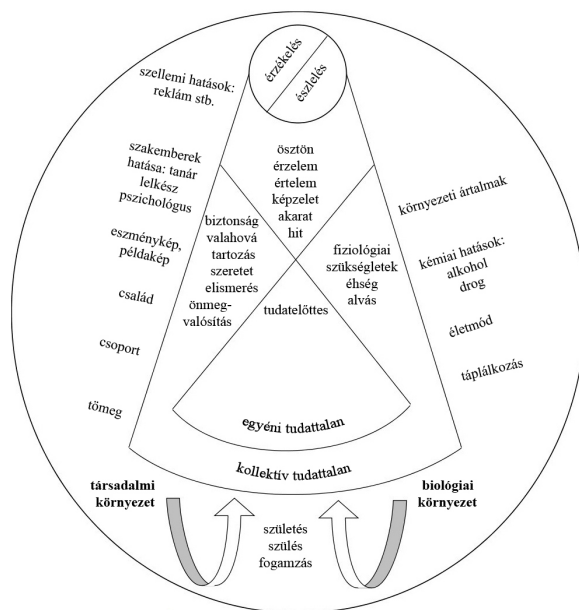 érzékelés
észlelés
szellemi hatások:
reklám stb.
szakemberek
hatása: tanár
lelkész
pszichológus
eszménykép,
példakép
család
csoport
tömeg
ösztön
érzelem
értelem
képzelet
akarat
hit
biztonság
valahová
tartozás
szeretet
elismerés
önmeg-
valósítás
fiziológiai
szükségletek
éhség
alvás
tudatelőttes
környezeti ártalmak
kémiai hatások:
alkohol
drog
életmód
táplálkozás
egyéni tudattalan
kollektív tudattalan
társadalmi
környezet
biológiai
környezet
születés
szülés
fogamzás